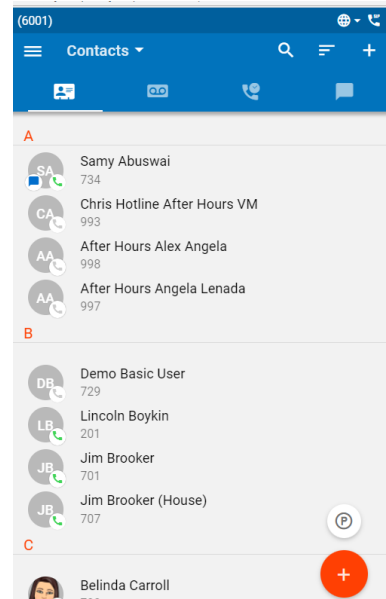 (6001)
Contacts
A
SA
Samy Abuswai
734
CA
Chris Hotline After Hours VM
993
AA
After Hours Alex Angela
998
AA
After Hours Angela Lenada
997
B
DB
Demo Basic User
729
LB
Lincoln Boykin
201
JB
Jim Brooker
701
JB
Jim Brooker (House)
707
P
C
+
Belinda Carroll